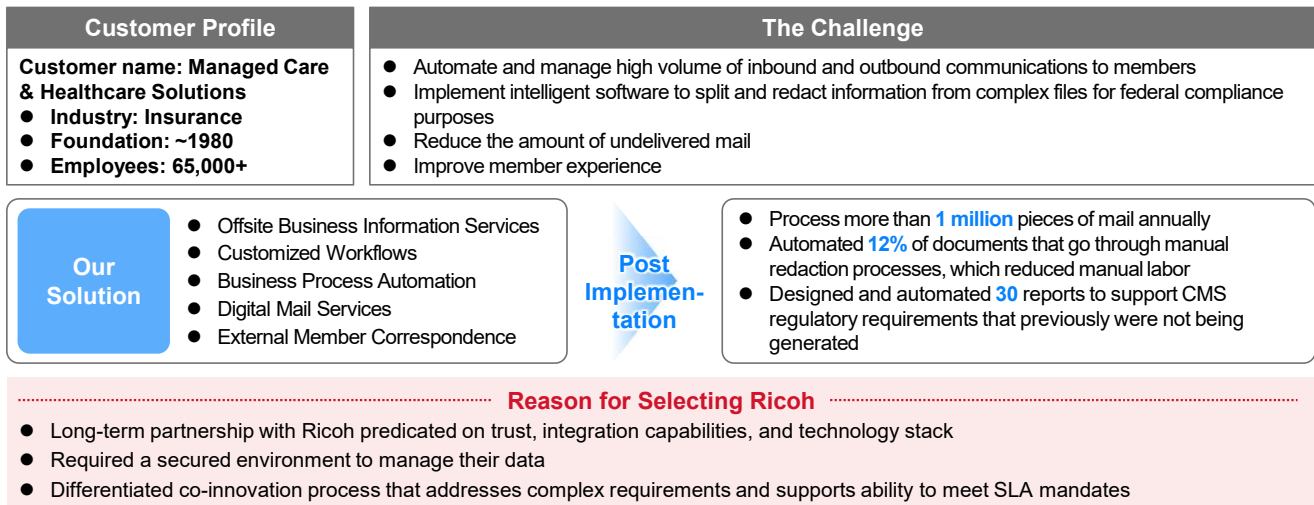 Customer Profile
Customer name: Managed Care
& Healthcare Solutions
● Industry: Insurance
● Foundation: ~1980
● Employees: 65,000+
The Challenge
● Automate and manage high volume of inbound and outbound communications to members
● Implement intelligent software to split and redact information from complex files for federal compliance
purposes
● Reduce the amount of undelivered mail
● Improve member experience
Our
Solution
● Offsite Business Information Services
● Customized Workflows
● Business Process Automation
● Digital Mail Services
● External Member Correspondence
Post
Implemen-
tation
● Process more than 1 million pieces of mail annually
● Automated 12% of documents that go through manual
redaction processes, which reduced manual labor
● Designed and automated 30 reports to support CMS
regulatory requirements that previously were not being
generated
Reason for Selecting Ricoh
● Long-term partnership with Ricoh predicated on trust, integration capabilities, and technology stack
● Required a secured environment to manage their data
● Differentiated co-innovation process that addresses complex requirements and supports ability to meet SLA mandates